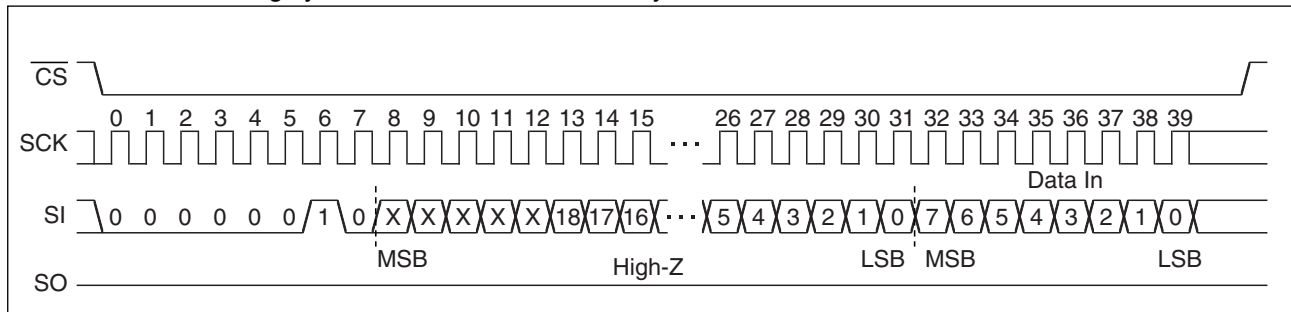 CS
0 1 2 3 4 5 6 7 8 9 10 11 12 13 14 15 26 27 28 29 30 31 32 33 34 35 36 37 38 39
SCK ···
Data In
SI 0 0 0 0 0 0 1 0 X X X X X 18 17 16 ··· 5 4 3 2 1 0 7 6 5 4 3 2 1 0
MSB High-Z LSB MSB LSB
SO